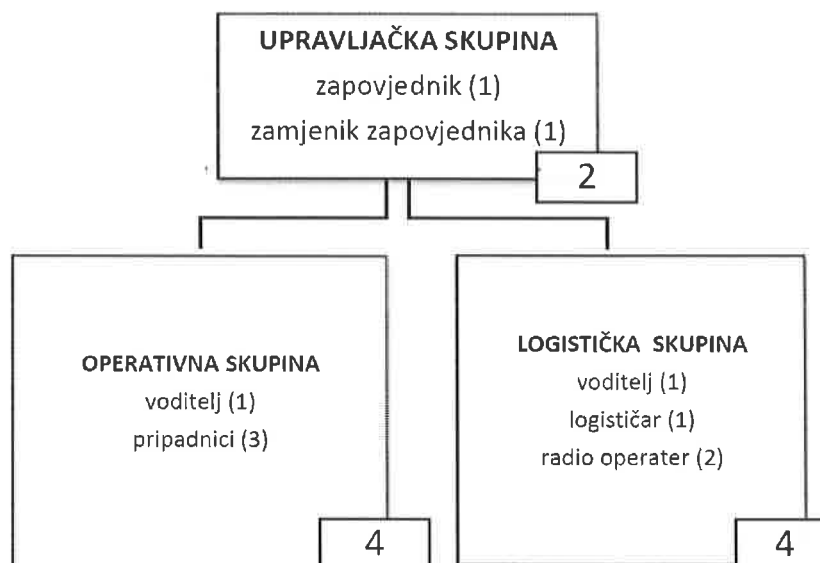 UPRAVLJAČKA SKUPINA
zapovjednik (1)
zamjenik zapovjednika (1)
2
OPERATIVNA SKUPINA
voditelj (1)
pripadnici (3)
4
LOGISTIČKA SKUPINA
voditelj (1)
logističar (1)
radio operater (2)
4